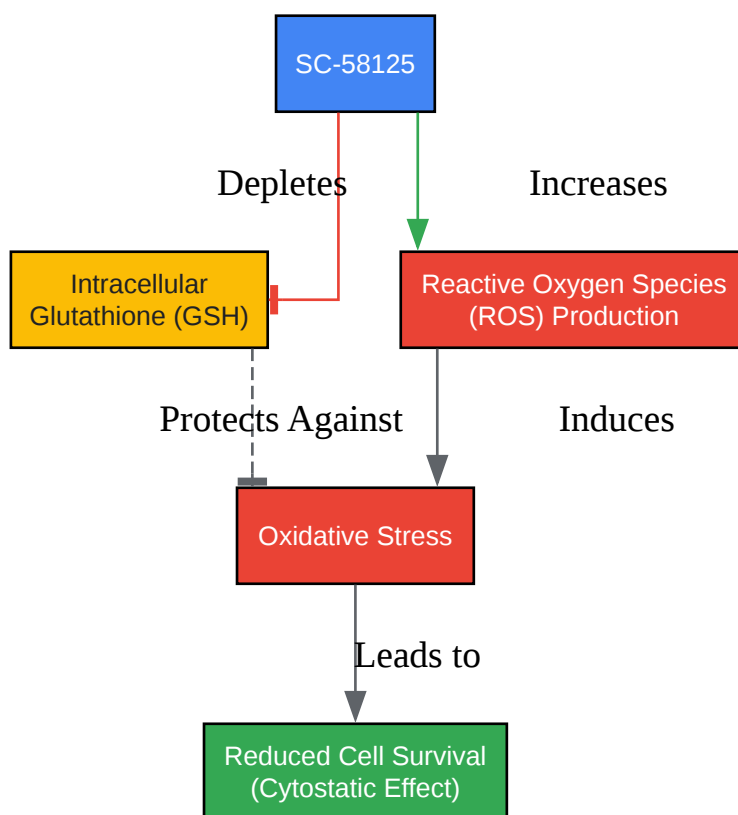 SC-58125
Depletes
Increases
Intracellular
Glutathione (GSH)
Reactive Oxygen Species
(ROS) Production
Protects Against
Induces
Oxidative Stress
Leads to
Reduced Cell Survival
(Cytostatic Effect)